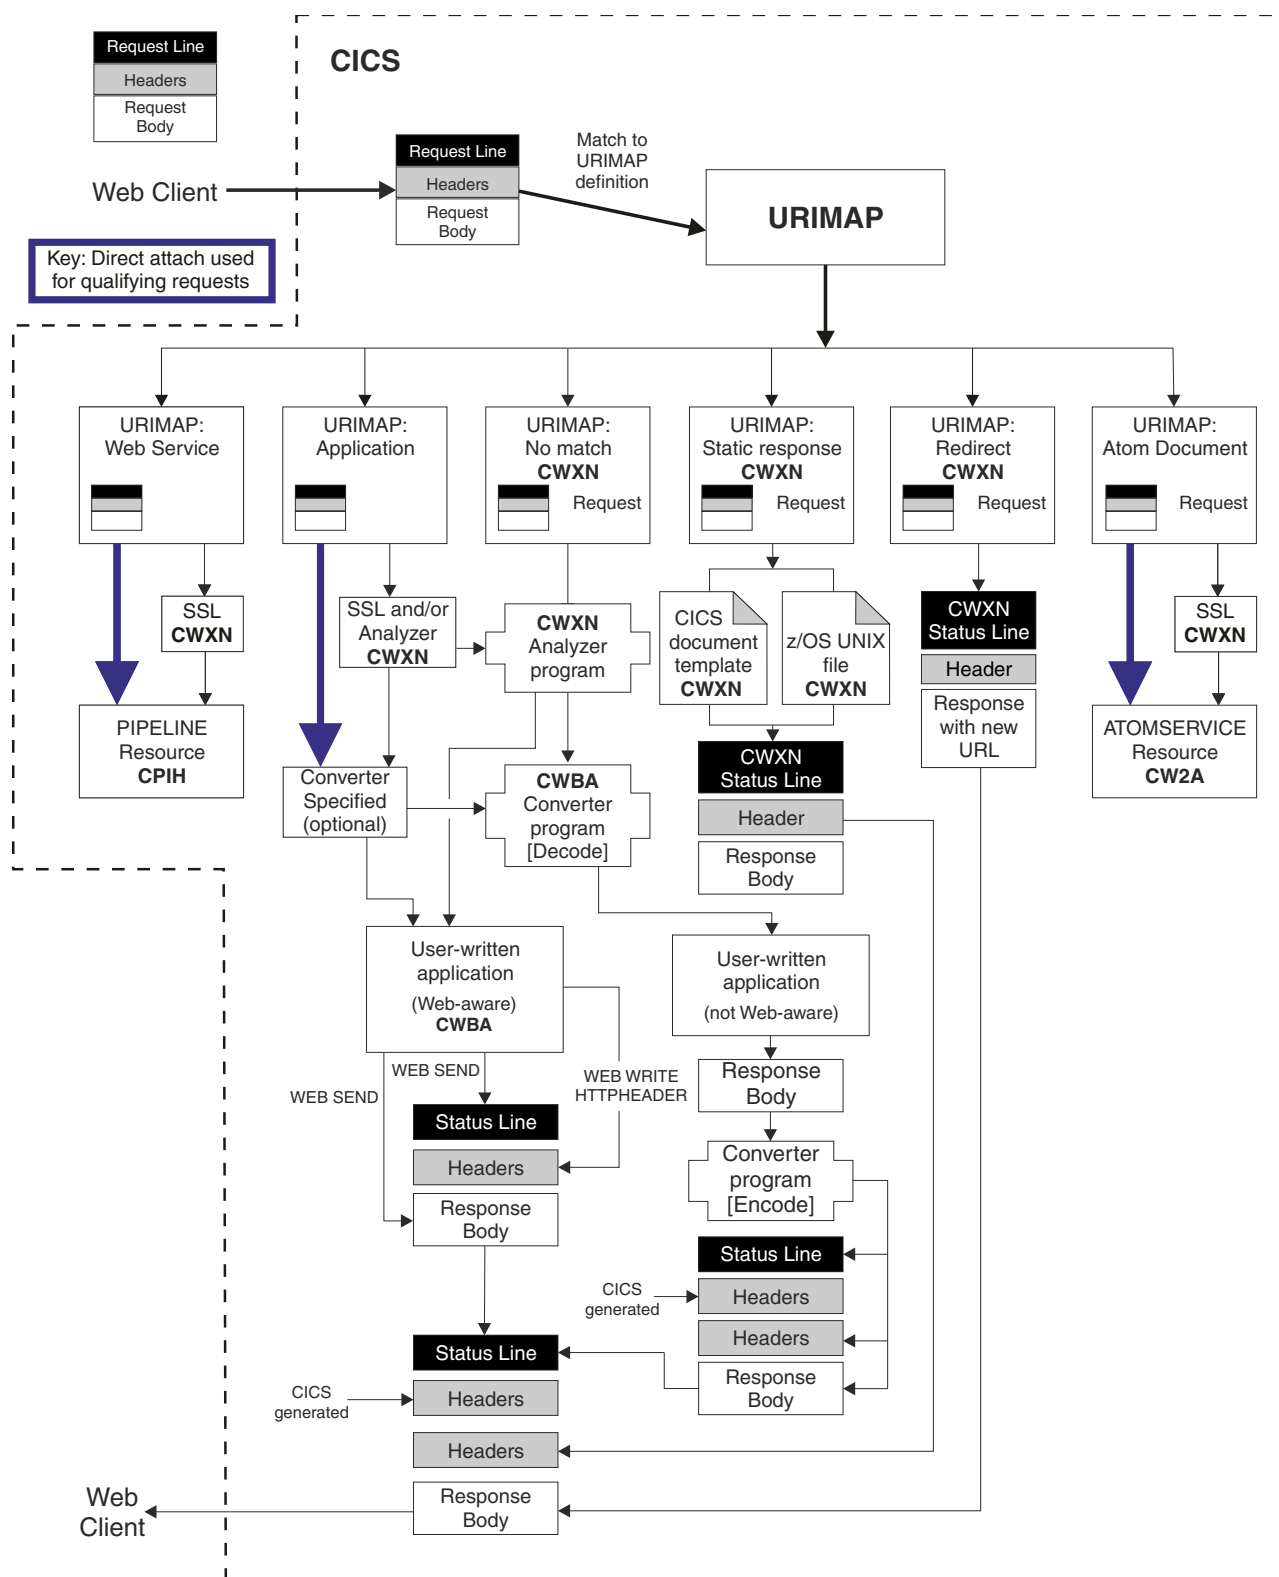 Request Line
Headers
Request
Body
CICS
Request Line
Headers
Request
Body
Match to
URIMAP
definition
Web Client
URIMAP
Key: Direct attach used
for qualifying requests
URIMAP:
Web Service
URIMAP:
Application
URIMAP:
No match
CWXN
Request
URIMAP:
Static response
CWXN
Request
URIMAP:
Redirect
CWXN
Request
URIMAP:
Atom Document
Request
SSL
CWXN
SSL and/or
Analyzer
CWXN
CWXN
Analyzer
program
CICS
document
template
CWXN
z/OS UNIX
file
CWXN
CWXN
Status Line
Header
Response
with new
URL
SSL
CWXN
PIPELINE
Resource
CPIH
Converter
Specified
(optional)
CWBA
Converter
program
[Decode]
CWXN
Status Line
Header
Response
Body
ATOMSERVICE
Resource
CW2A
User-written
application
(Web-aware)
CWBA
User-written
application
(not Web-aware)
WEB SEND
WEB SEND
WEB WRITE
HTTPHEADER
Status Line
Headers
Response
Body
Response
Body
Converter
program
[Encode]
Status Line
CICS
generated
Headers
Headers
Response
Body
Status Line
CICS
generated
Headers
Headers
Response
Body
Web
Client